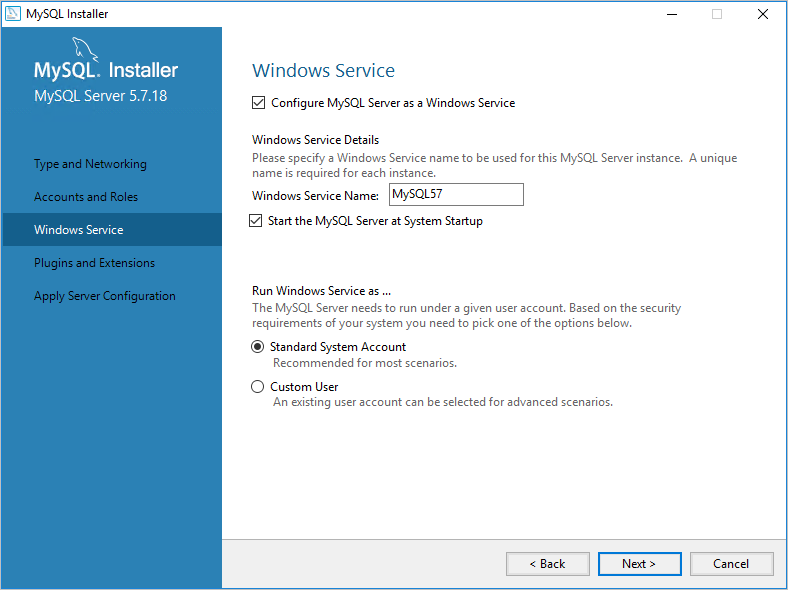 MySQL Installer
MySQL. Installer
MySQL Server 5.7.18
Type and Networking
Accounts and Roles
Windows Service
Plugins and Extensions
Apply Server Configuration
Windows Service
Configure MySQL Server as a Windows Service
Windows Service Details
Please specify a Windows Service name to be used for this MySQL Server instance.  A unique
name is required for each instance.
Windows Service Name: MySQL57
Start the MySQL Server at System Startup
Run Windows Service as ...
The MySQL Server needs to run under a given user account. Based on the security
requirements of your system you need to pick one of the options below.
Standard System Account
Recommended for most scenarios.
Custom User
An existing user account can be selected for advanced scenarios.
< Back Next > Cancel